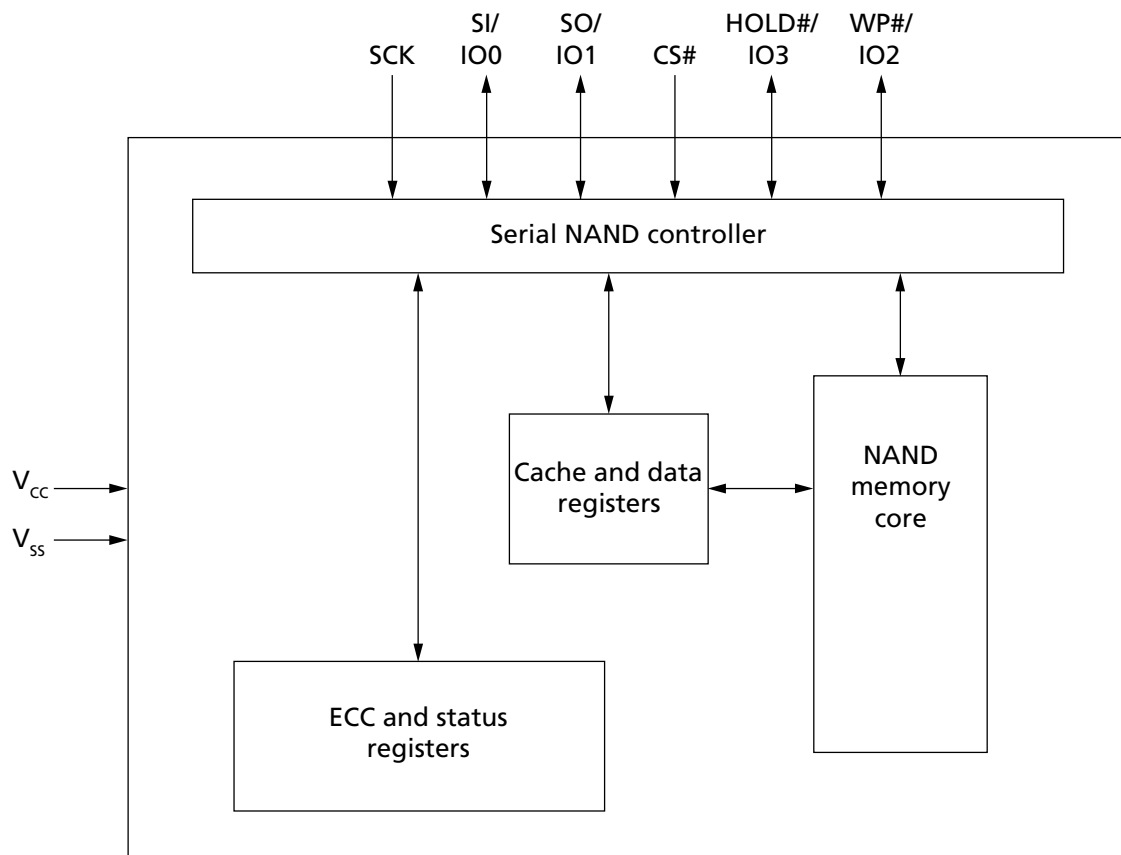 SCK
SI/
IO0
SO/
IO1
CS#
HOLD#/
IO3
WP#/
IO2
Serial NAND controller
Cache and data
registers
NAND
memory
core
Vcc
Vss
ECC and status
registers